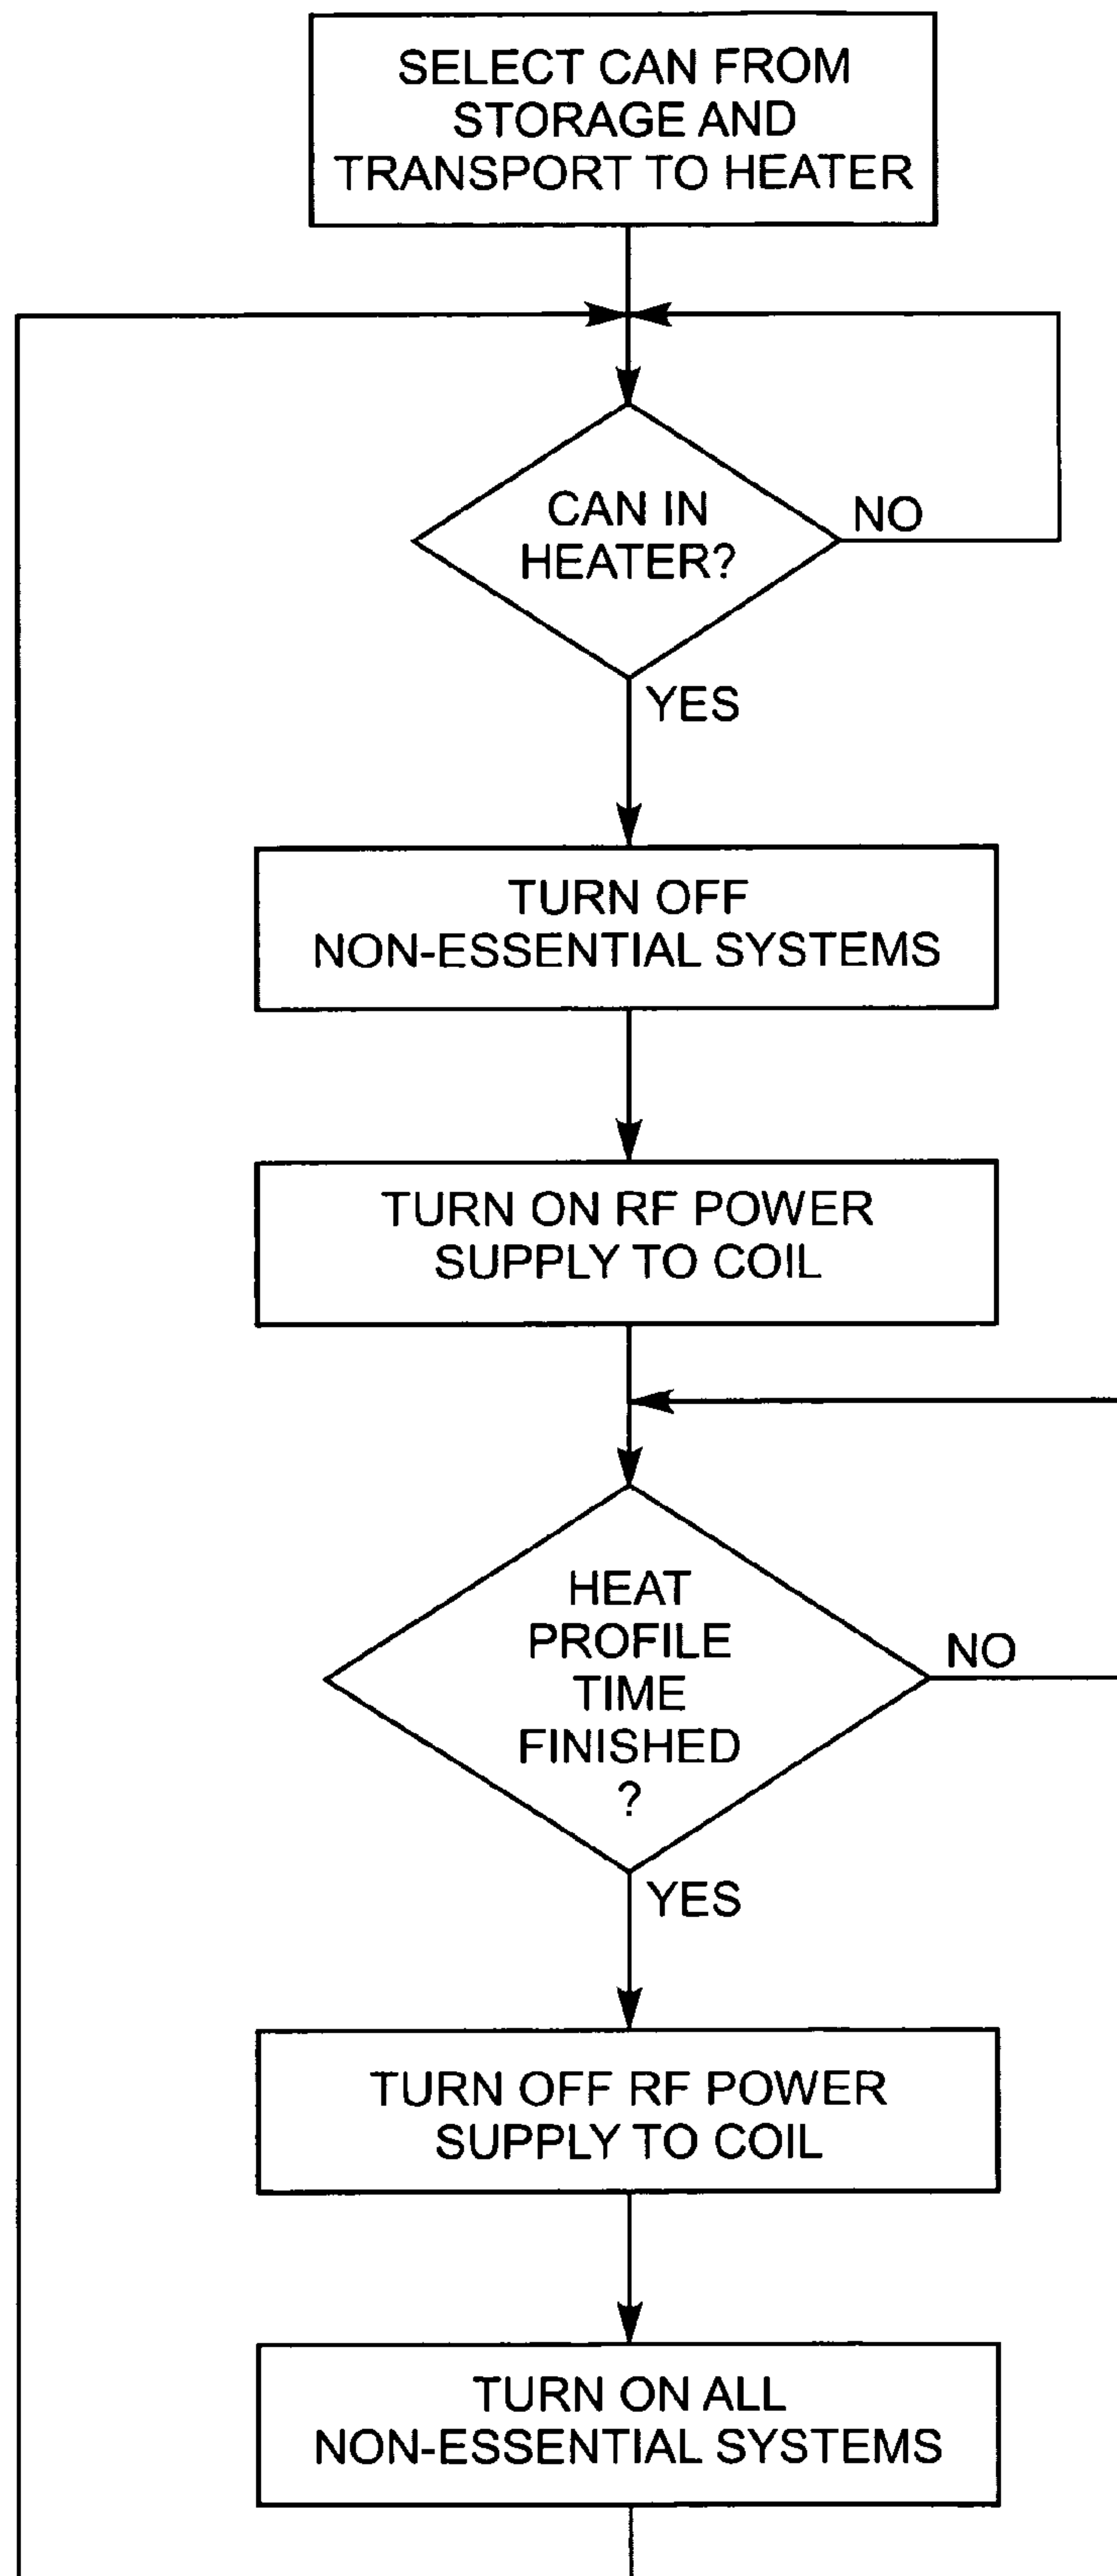 SELECT CAN FROM
STORAGE AND
TRANSPORT TO HEATER
CAN IN
HEATER?
NO
YES
TURN OFF
NON-ESSENTIAL SYSTEMS
TURN ON RF POWER
SUPPLY TO COIL
HEAT
PROFILE
TIME
FINISHED
?
NO
YES
TURN OFF RF POWER
SUPPLY TO COIL
TURN ON ALL
NON-ESSENTIAL SYSTEMS